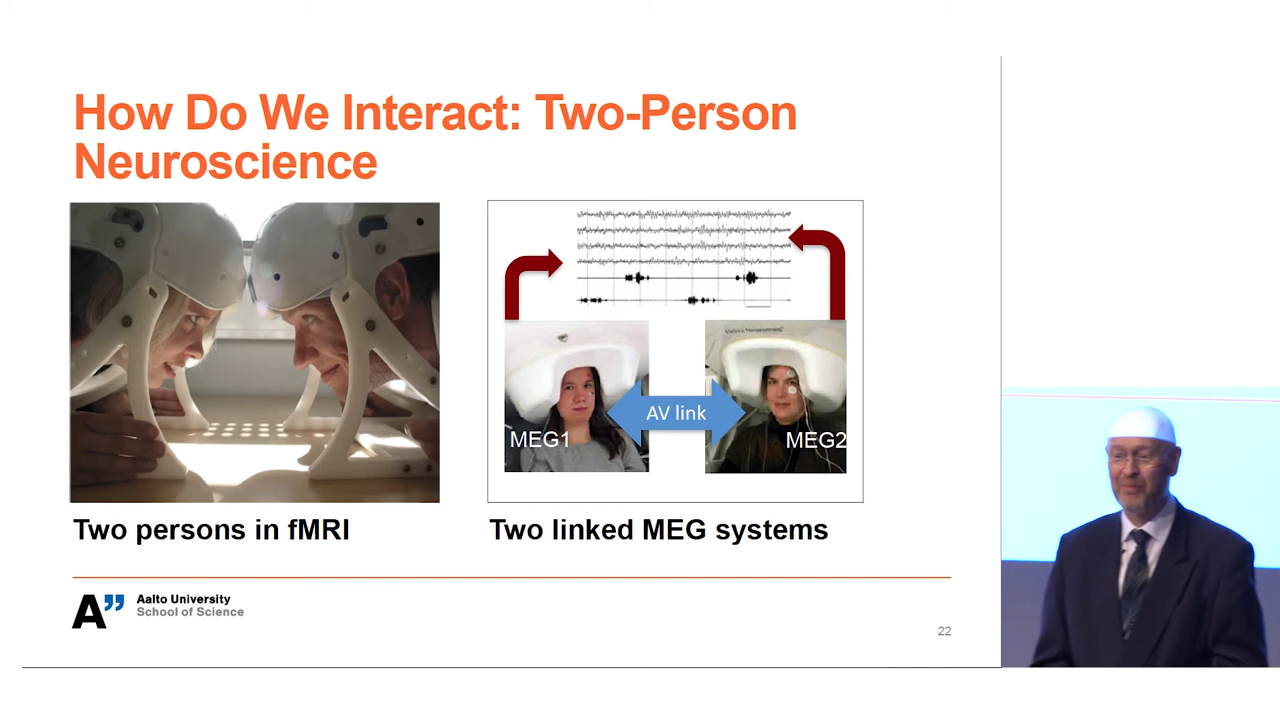 How Do We Interact: Two-Person
Neuroscience
AV link
MEG1
MEG2
Two persons in fMRI
Two linked MEG systems
A”
Aalto University
School of Science
22